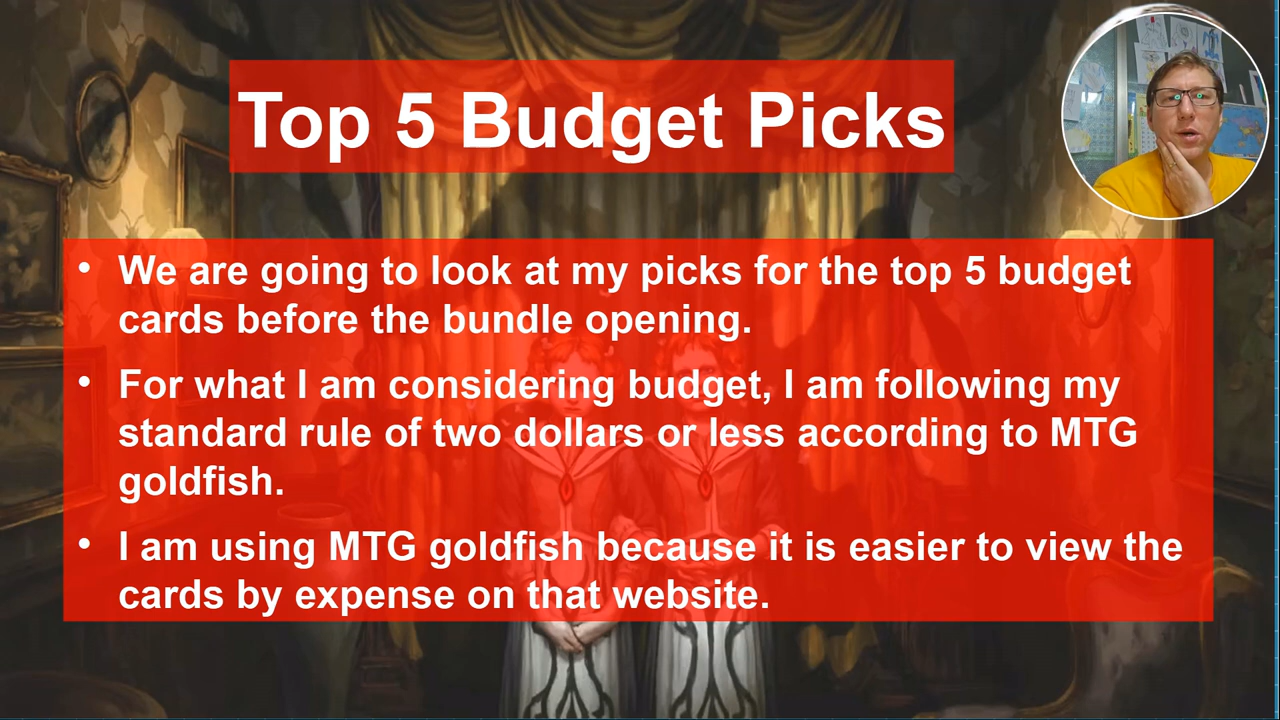 Top 5 Budget Picks
• We are going to look at my picks for the top 5 budget
cards before the bundle opening.
• For what I am considering budget, I am following my
standard rule of two dollars or less according to MTG
goldfish.
• I am using MTG goldfish because it is easier to view the
cards by expense on that website.